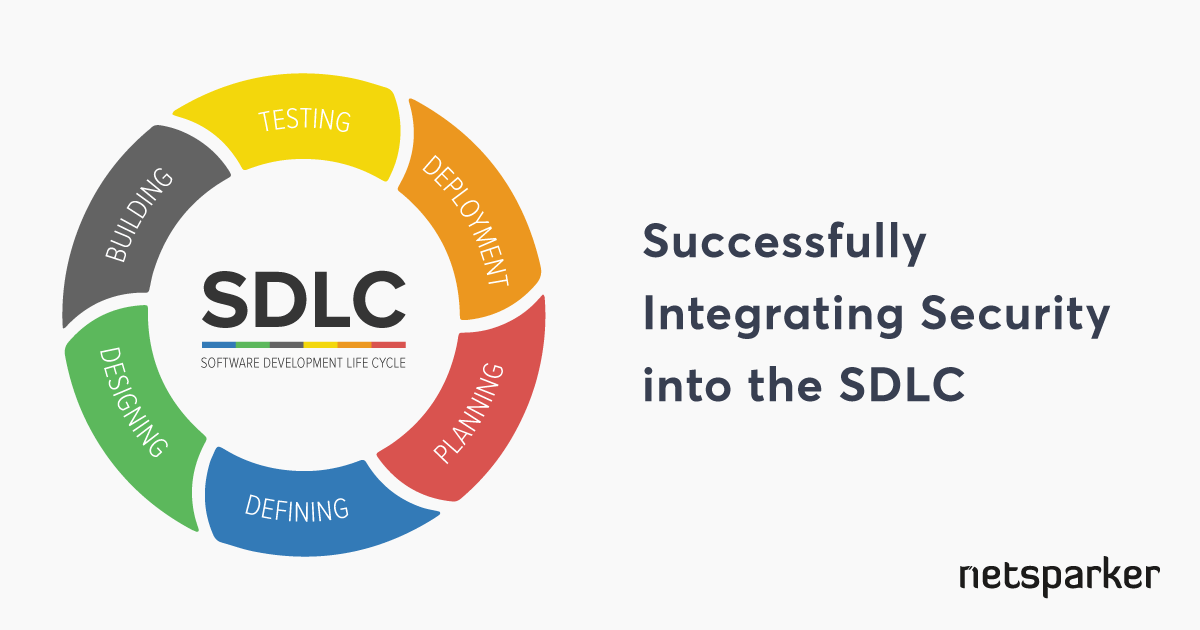 TESTING
DEPLOYMENT
PLANNING
DEFINING
DESIGNING
BUILDING
SDLC
SOFTWARE DEVELOPMENT LIFE CYCLE
Successfully
Integrating Security
into the SDLC
netsparker